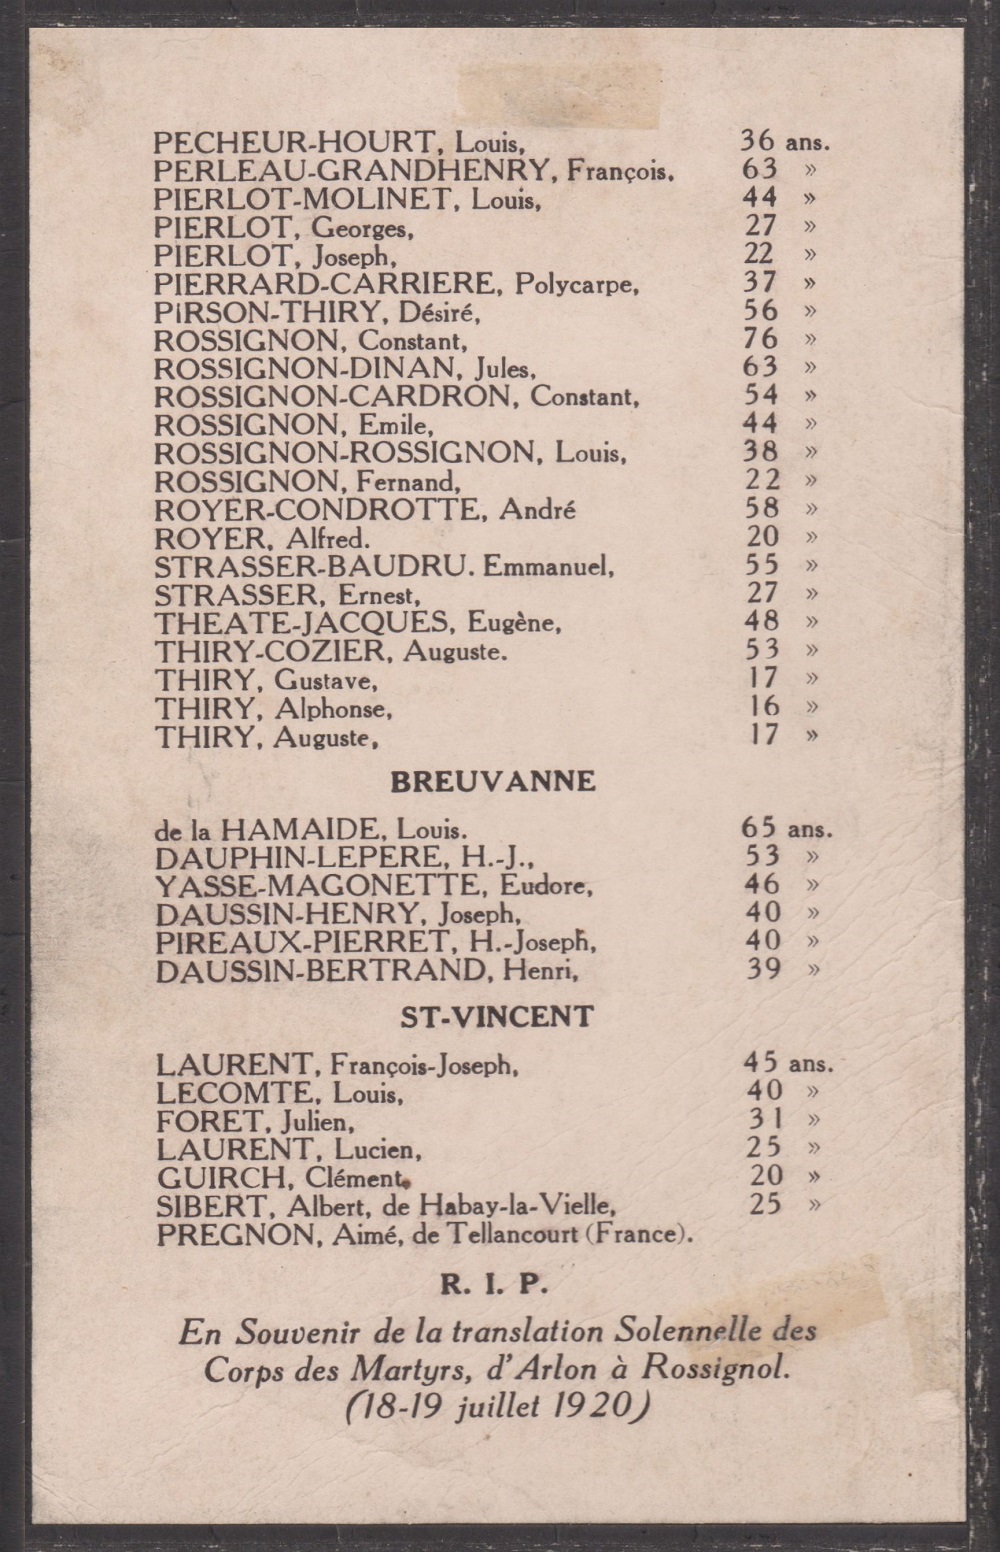 PECHEUR-HOURT, Louis, 36 ans.
PERLEAU-GRANDHENRY, François, 63 »
PIERLOT-MOLINET, Louis, 44 »
PIERLOT, Georges, 27 »
PIERLOT, Joseph, 22 »
PIERRARD-CARRIERE, Polycarpe, 37 »
PIRSON-THIRY, Désiré, 56 »
ROSSIGNON, Constant, 76 »
ROSSIGNON-DINAN, Jules, 63 »
ROSSIGNON-CARDRON, Constant, 54 »
ROSSIGNON, Emile, 44 »
ROSSIGNON-ROSSIGNON, Louis, 38 »
ROSSIGNON, Fernand, 22 »
ROYER-CONDROTTE, André 58 »
ROYER, Alfred. 20 »
STRASSER-BAUDRU. Emmanuel, 55 »
STRASSER, Ernest, 27 »
THEATE-JACQUES, Eugène, 48 »
THIRY-COZIER, Auguste. 53 »
THIRY, Gustave, 17 »
THIRY, Alphonse, 16 »
THIRY, Auguste, 17 »
BREUVANNE
de la HAMAIDE, Louis. 65 ans.
DAUPHIN-LEPERE, H.-J., 53 »
YASSE-MAGONETTE, Eudore, 46 »
DAUSSIN-HENRY, Joseph, 40 »
PIREAUX-PIERRET, H.-Joseph, 40 »
DAUSSIN-BERTRAND, Henri, 39 »
ST-VINCENT
LAURENT, François-Joseph, 45 ans.
LECOMTE, Louis, 40 »
FORET, Julien, 31 »
LAURENT, Lucien, 25 »
GUIRCH, Clément, 20 »
SIBERT, Albert, de Habay-la-Vielle, 25 »
PREGNON, Aimé, de Tellancourt (France).
R. I. P.
En Souvenir de la translation Solennelle des
Corps des Martyrs, d'Arlon à Rossignol.
(18-19 juillet 1920)